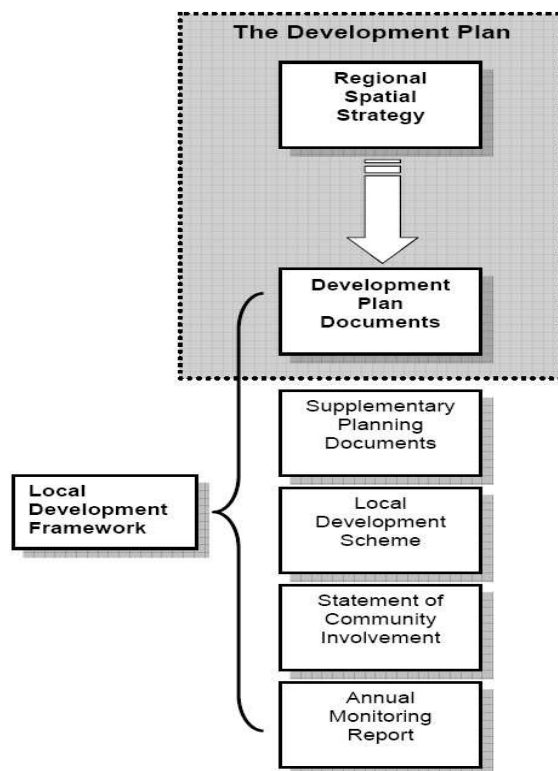 The Development Plan
Regional
Spatial
Strategy
Development
Plan
Documents
Supplementary
Planning
Documents
Local
Development
Framework
Local
Development
Scheme
Statement of
Community
Involvement
Annual
Monitoring
Report